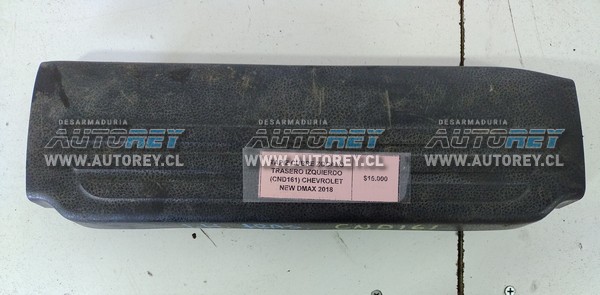 DESARMADURIA DESARMADURIA DESARMADURIA
AUTOREY AUTOREY AUTOREY
WWW.AUTOREY.CL WWW.AUTOREY.CL WWW.AUTOREY.CL
TRASERO IZQUIERDO
(CND161) CHEVROLET
NEW DMAX 2018
$15.000
CND161